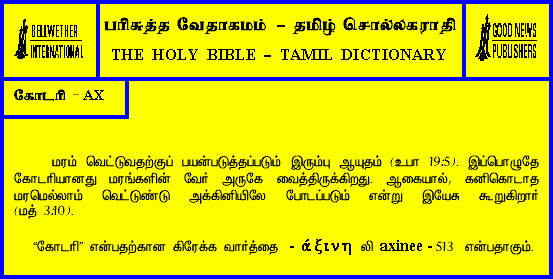 BELLWETHER
INTERNATIONAL
பரிசுத்த வேதாகமம் – தமிழ் சொல்லகராதி
THE HOLY BIBLE – TAMIL DICTIONARY
GOOD NEWS
PUBLISHERS
கோடரி – AX
மரம் வெட்டுவதற்குப் பயன்படுத்தப்படும் இரும்பு ஆயுதம் (உபா 19:5). இப்பொழுதே
கோடரியானது மரங்களின் வேர் அருகே வைத்திருக்கிறது. ஆகையால், கனிகொடாத
மரமெல்லாம் வெட்டுண்டு அக்கினியிலே போடப்படும் என்று இயேசு கூறுகிறார்
(மத் 3:10).
“கோடரி” என்பதற்கான கிரேக்க வார்த்தை - άξινη லி axinee - 513 என்பதாகும்.